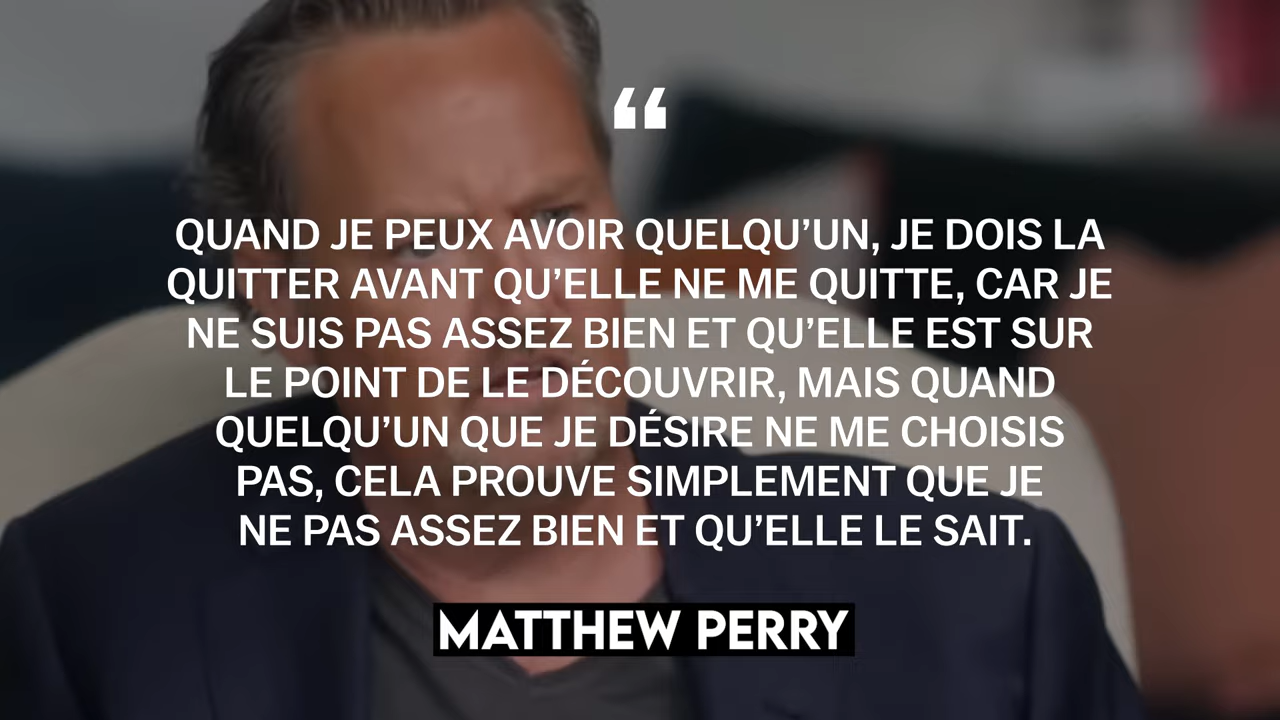 “
QUAND JE PEUX AVOIR QUELQU’UN, JE DOIS LA
QUITTER AVANT QU’ELLE NE ME QUITTE, CAR JE
NE SUIS PAS ASSEZ BIEN ET QU’ELLE EST SUR
LE POINT DE LE DÉCOUVRIR, MAIS QUAND
QUELQU’UN QUE JE DÉSIRE NE ME CHOISIS
PAS, CELA PROUVE SIMPLEMENT QUE JE
NE PAS ASSEZ BIEN ET QU’ELLE LE SAIT.
MATTHEW PERRY